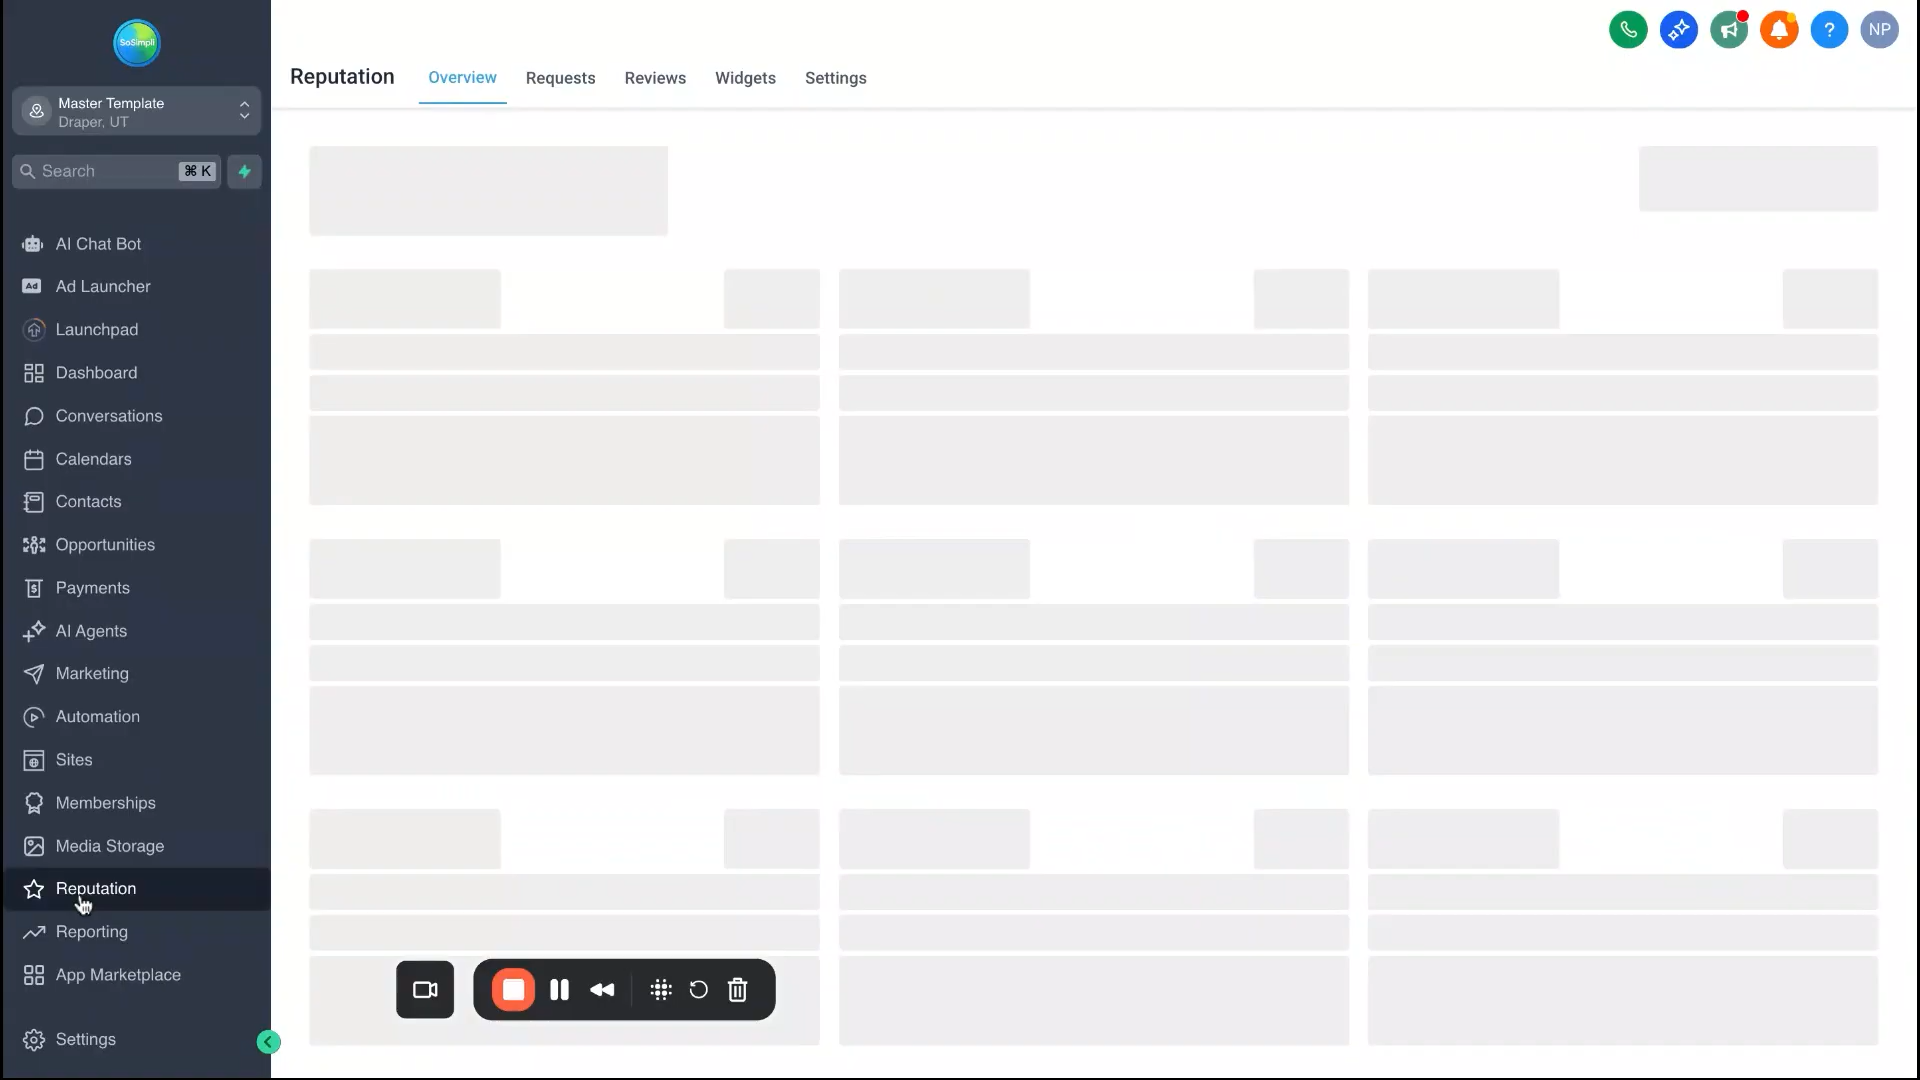 SoSimpli
Master Template
Draper, UT
Search
⌘ K
AI Chat Bot
Ad
Ad Launcher
Launchpad
Dashboard
Conversations
Calendars
Contacts
Opportunities
Payments
AI Agents
Marketing
Automation
Sites
Memberships
Media Storage
Reputation
Reporting
App Marketplace
Settings
Reputation
Overview
Requests
Reviews
Widgets
Settings
?
NP